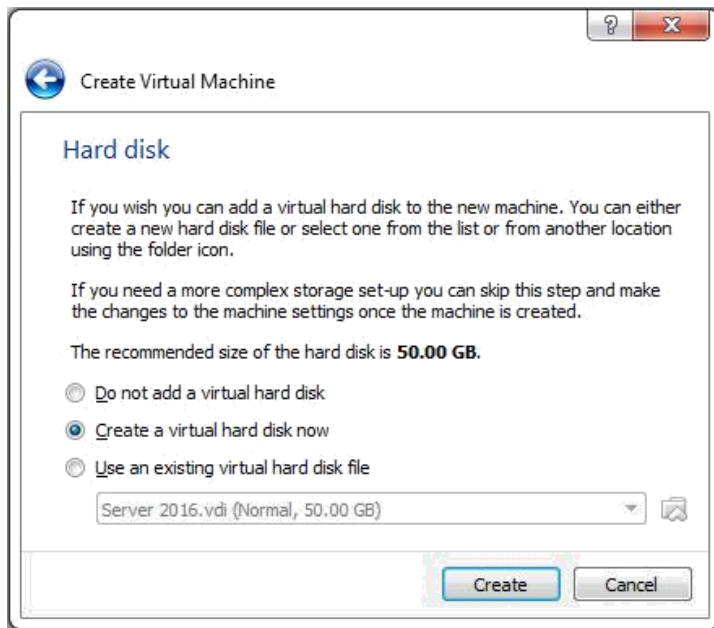 ?
X
Create Virtual Machine
Hard disk
If you wish you can add a virtual hard disk to the new machine. You can either
create a new hard disk file or select one from the list or from another location
using the folder icon.
If you need a more complex storage set-up you can skip this step and make
the changes to the machine settings once the machine is created.
The recommended size of the hard disk is 50.00 GB.
Do not add a virtual hard disk
Create a virtual hard disk now
Use an existing virtual hard disk file
Server 2016.vdi (Normal, 50.00 GB)
Create Cancel